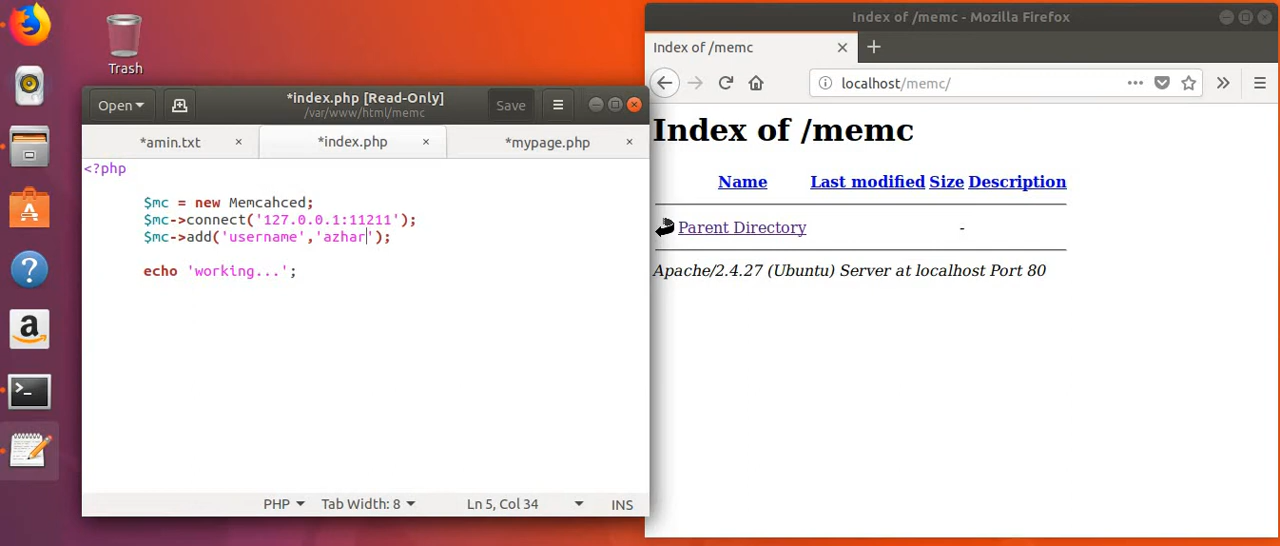 Trash
Open
*index.php [Read-Only]
/var/www/html/memc
Save
*amin.txt
*index.php
*mypage.php
<?php
$mc = new Memcahced;
$mc->connect('127.0.0.1:11211');
$mc->add('username','azhar');
echo 'working...';
PHP
Tab Width: 8
Ln 5, Col 34
INS
Index of /memc - Mozilla Firefox
Index of /memc
localhost/memc/
Index of /memc
Name Last modified Size Description
Parent Directory -
Apache/2.4.27 (Ubuntu) Server at localhost Port 80